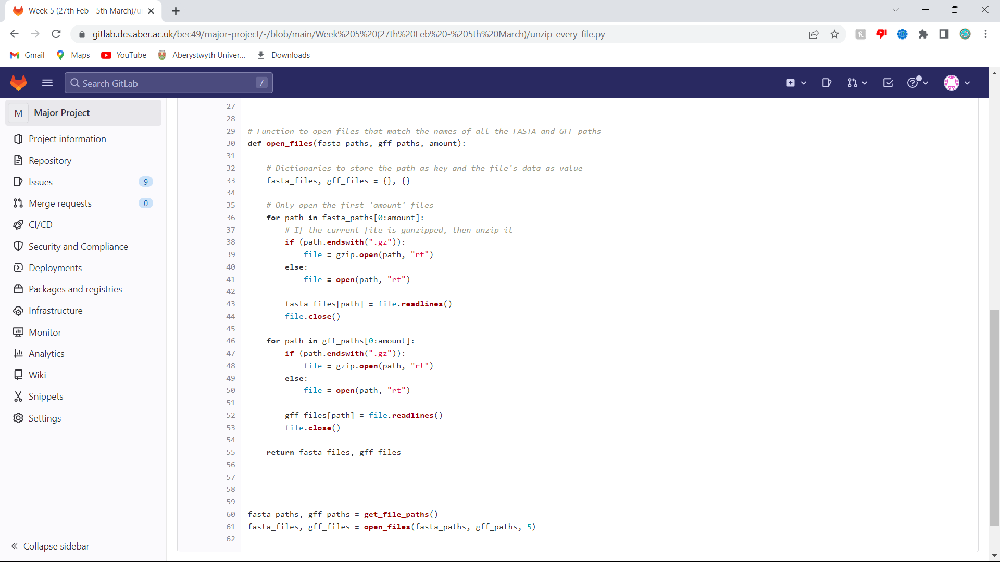 Week 5 (27th Feb - 5th March)/u
gitlab.dcs.aber.ac.uk/bec49/major-project/-/blob/main/Week%205%20(27th%20Feb%20-%205th%20March)/unzip_every_file.py
Gmail
Maps
YouTube
Aberystwyth Univer...
Downloads
Search GitLab
/
M
Major Project
Project information
Repository
Issues
9
Merge requests
0
CI/CD
Security and Compliance
Deployments
Packages and registries
Infrastructure
Monitor
Analytics
Wiki
Snippets
Settings
Collapse sidebar
27
28
29 # Function to open files that match the names of all the FASTA and GFF paths
30 def open_files(fasta_paths, gff_paths, amount):
31
32     # Dictionaries to store the path as key and the file's data as value
33     fasta_files, gff_files = {}, {}
34
35     # Only open the first 'amount' files
36     for path in fasta_paths[0:amount]:
37         # If the current file is gunzipped, then unzip it
38         if (path.endswith(".gz")):
39             file = gzip.open(path, "rt")
40         else:
41             file = open(path, "rt")
42
43         fasta_files[path] = file.readlines()
44         file.close()
45
46     for path in gff_paths[0:amount]:
47         if (path.endswith(".gz")):
48             file = gzip.open(path, "rt")
49         else:
50             file = open(path, "rt")
51
52         gff_files[path] = file.readlines()
53         file.close()
54
55     return fasta_files, gff_files
56
57
58
59
60 fasta_paths, gff_paths = get_file_paths()
61 fasta_files, gff_files = open_files(fasta_paths, gff_paths, 5)
62